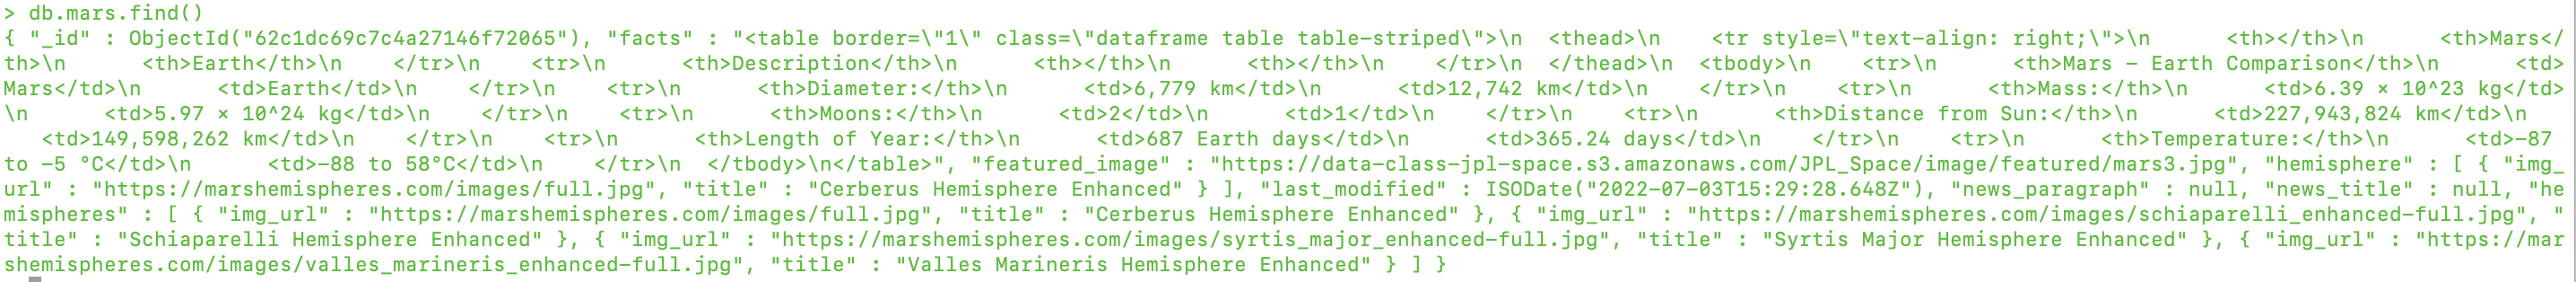 > db.mars.find()
{ "_id" : ObjectId("62c1dc69c7c4a27146f72065"), "facts" : "<table border=\"1\" class=\"dataframe table table-striped\">\n  <thead>\n    <tr style=\"text-align: right;\">\n      <th></th>\n      <th>Mars</
th>\n      <th>Earth</th>\n    </tr>\n    <tr>\n      <th>Description</th>\n      <th></th>\n      <th></th>\n    </tr>\n  </thead>\n  <tbody>\n    <tr>\n      <th>Mars - Earth Comparison</th>\n      <td>
Mars</td>\n      <td>Earth</td>\n    </tr>\n    <tr>\n      <th>Diameter:</th>\n      <td>6,779 km</td>\n      <td>12,742 km</td>\n    </tr>\n    <tr>\n      <th>Mass:</th>\n      <td>6.39 × 10^23 kg</td>
\n      <td>5.97 × 10^24 kg</td>\n    </tr>\n    <tr>\n      <th>Moons:</th>\n      <td>2</td>\n      <td>1</td>\n    </tr>\n    <tr>\n      <th>Distance from Sun:</th>\n      <td>227,943,824 km</td>\n
   <td>149,598,262 km</td>\n    </tr>\n    <tr>\n      <th>Length of Year:</th>\n      <td>687 Earth days</td>\n      <td>365.24 days</td>\n    </tr>\n    <tr>\n      <th>Temperature:</th>\n      <td>-87
to -5 °C</td>\n      <td>-88 to 58°C</td>\n    </tr>\n  </tbody>\n</table>", "featured_image" : "https://data-class-jpl-space.s3.amazonaws.com/JPL_Space/image/featured/mars3.jpg", "hemisphere" : [ { "img_
url" : "https://marshemispheres.com/images/full.jpg", "title" : "Cerberus Hemisphere Enhanced" } ], "last_modified" : ISODate("2022-07-03T15:29:28.648Z"), "news_paragraph" : null, "news_title" : null, "he
mispheres" : [ { "img_url" : "https://marshemispheres.com/images/full.jpg", "title" : "Cerberus Hemisphere Enhanced" }, { "img_url" : "https://marshemispheres.com/images/schiaparelli_enhanced-full.jpg", "
title" : "Schiaparelli Hemisphere Enhanced" }, { "img_url" : "https://marshemispheres.com/images/syrtis_major_enhanced-full.jpg", "title" : "Syrtis Major Hemisphere Enhanced" }, { "img_url" : "https://mar
shemispheres.com/images/valles_marineris_enhanced-full.jpg", "title" : "Valles Marineris Hemisphere Enhanced" } ] }